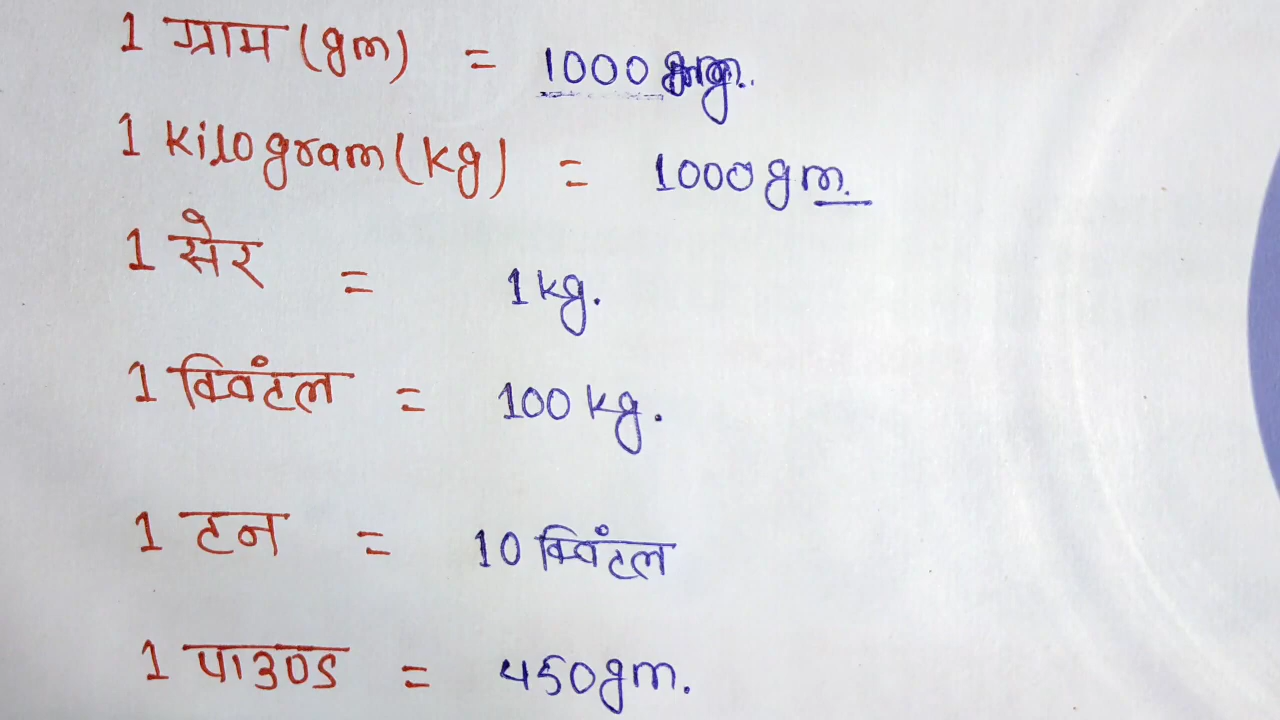 1 ग्राम (gm) = 1000 mg.
1 kilogram (kg) = 1000 gm.
1 सेर = 1 kg.
1 क्विंटल = 100 kg.
1 टन = 10 क्विंटल
1 पाउण्ड = 450 gm.